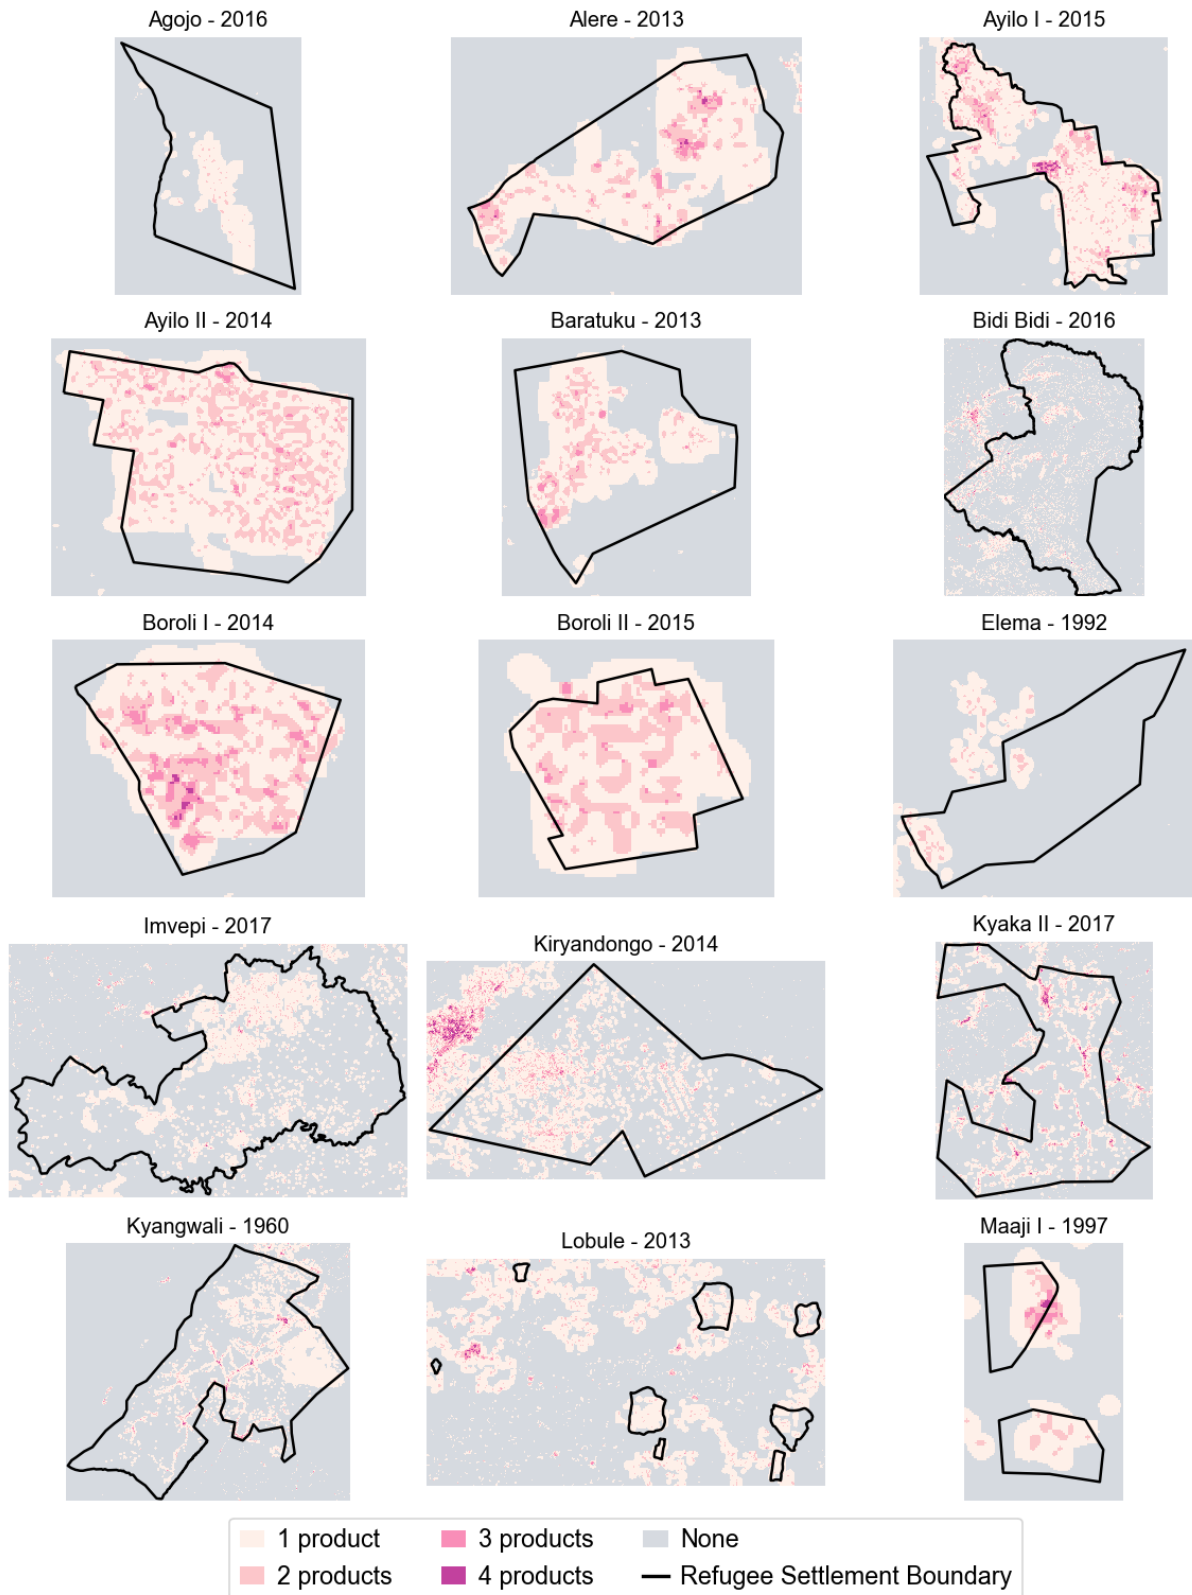 Agojo - 2016
Alere - 2013
Ayilo I - 2015
Ayilo II - 2014
Baratuku - 2013
Bidi Bidi - 2016
Boroli I - 2014
Boroli II - 2015
Elema - 1992
Imvepi - 2017
Kiryandongo - 2014
Kyaka II - 2017
Kyangwali - 1960
Lobule - 2013
Maaji I - 1997
1 product
3 products
None
2 products
4 products
Refugee Settlement Boundary